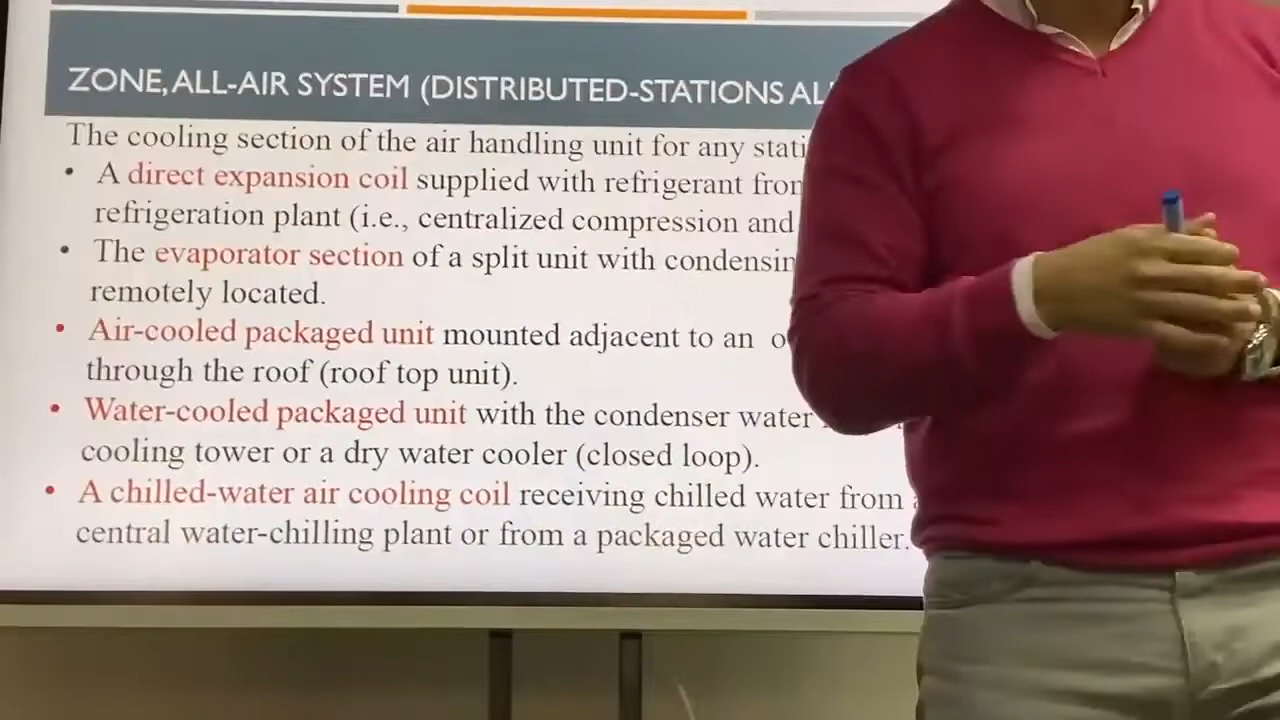 ZONE, ALL-AIR SYSTEM (DISTRIBUTED-STATIONS
The cooling section of the air handling unit for any
• A direct expansion coil supplied with refrigerant
refrigeration plant (i.e., centralized compression and
• The evaporator section of a split unit with
remotely located.
• Air-cooled packaged unit mounted adjacent to an
through the roof (roof top unit).
• Water-cooled packaged unit with the condenser water
cooling tower or a dry water cooler (closed loop).
• A chilled-water air cooling coil receiving chilled water from
central water-chilling plant or from a packaged water chiller.